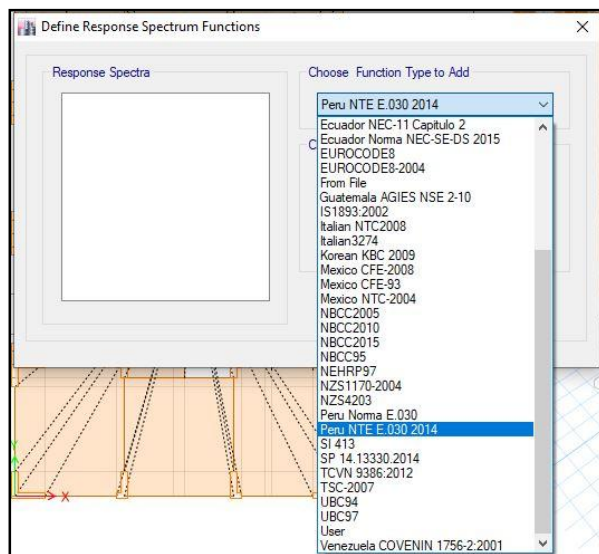 Define Response Spectrum Functions
Response Spectra
Choose Function Type to Add
Peru NTE E.030 2014
Ecuador NEC-11 Capitulo 2
Ecuador Norma NEC-SE-DS 2015
EUROCODE8
EUROCODE8-2004
From File
Guatemala AGIES NSE 2-10
IS1893:2002
Italian NTC2008
Italian3274
Korean KBC 2009
Mexico CFE-2008
Mexico CFE-93
Mexico NTC-2004
NBCC2005
NBCC2010
NBCC2015
NBCC95
NEHRP97
NZS1170-2004
NZS4203
Peru Norma E.030
Peru NTE E.030 2014
SI 413
SP 14.13330.2014
TCVN 9386:2012
TSC-2007
UBC94
UBC97
User
Venezuela COVENIN 1756-2:2001
C
Y
X